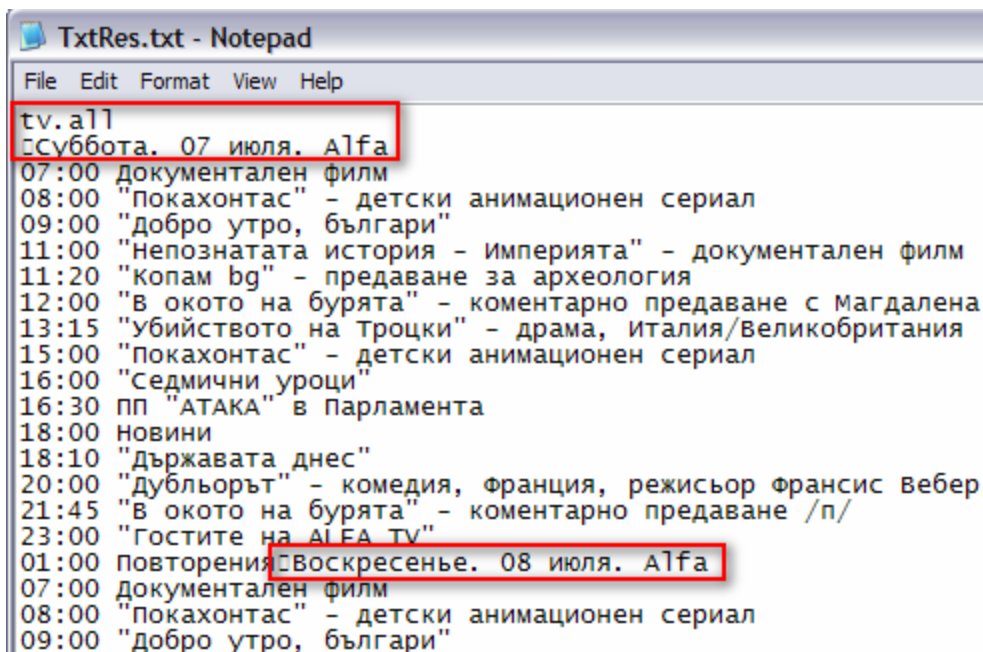 TxtRes.txt - Notepad
File Edit Format View Help
tv.all
▯Суббота. 07 июля. Alfa
07:00 Документален филм
08:00 "Покахонтас" - детски анимационен сериал
09:00 "Добро утро, българи"
11:00 "Непознатата история - Империята" - документален филм
11:20 "Копам bg" - предаване за археология
12:00 "В окото на бурята" - коментарно предаване с Магдалена
13:15 "Убийството на Троцки" - драма, Италия/Великобритания
15:00 "Покахонтас" - детски анимационен сериал
16:00 "Седмични уроци"
16:30 ПП "АТАКА" в Парламента
18:00 Новини
18:10 "Държавата днес"
20:00 "Дубльорът" - комедия, Франция, режисьор Франсис Вебер
21:45 "В окото на бурята" - коментарно предаване /п/
23:00 "Гостите на ALFA TV"
01:00 Повторения▯Воскресенье. 08 июля. Alfa
07:00 Документален филм
08:00 "Покахонтас" - детски анимационен сериал
09:00 "Добро утро, българи"